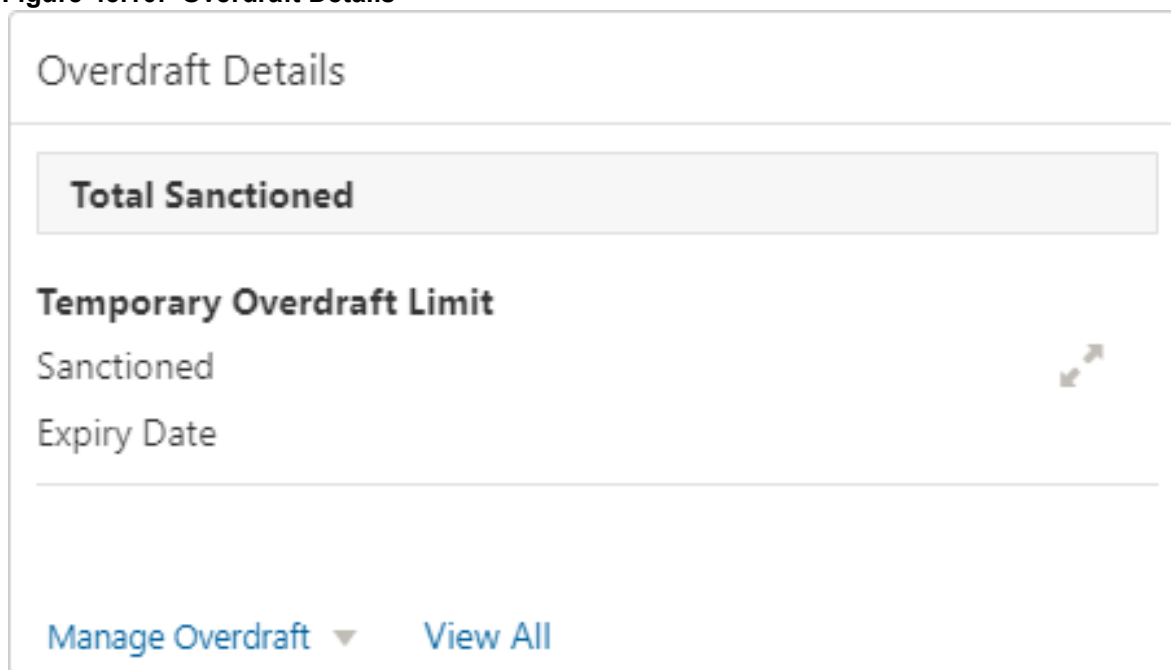 Overdraft Details
Total Sanctioned
Temporary Overdraft Limit
Sanctioned
Expiry Date
Manage Overdraft View All